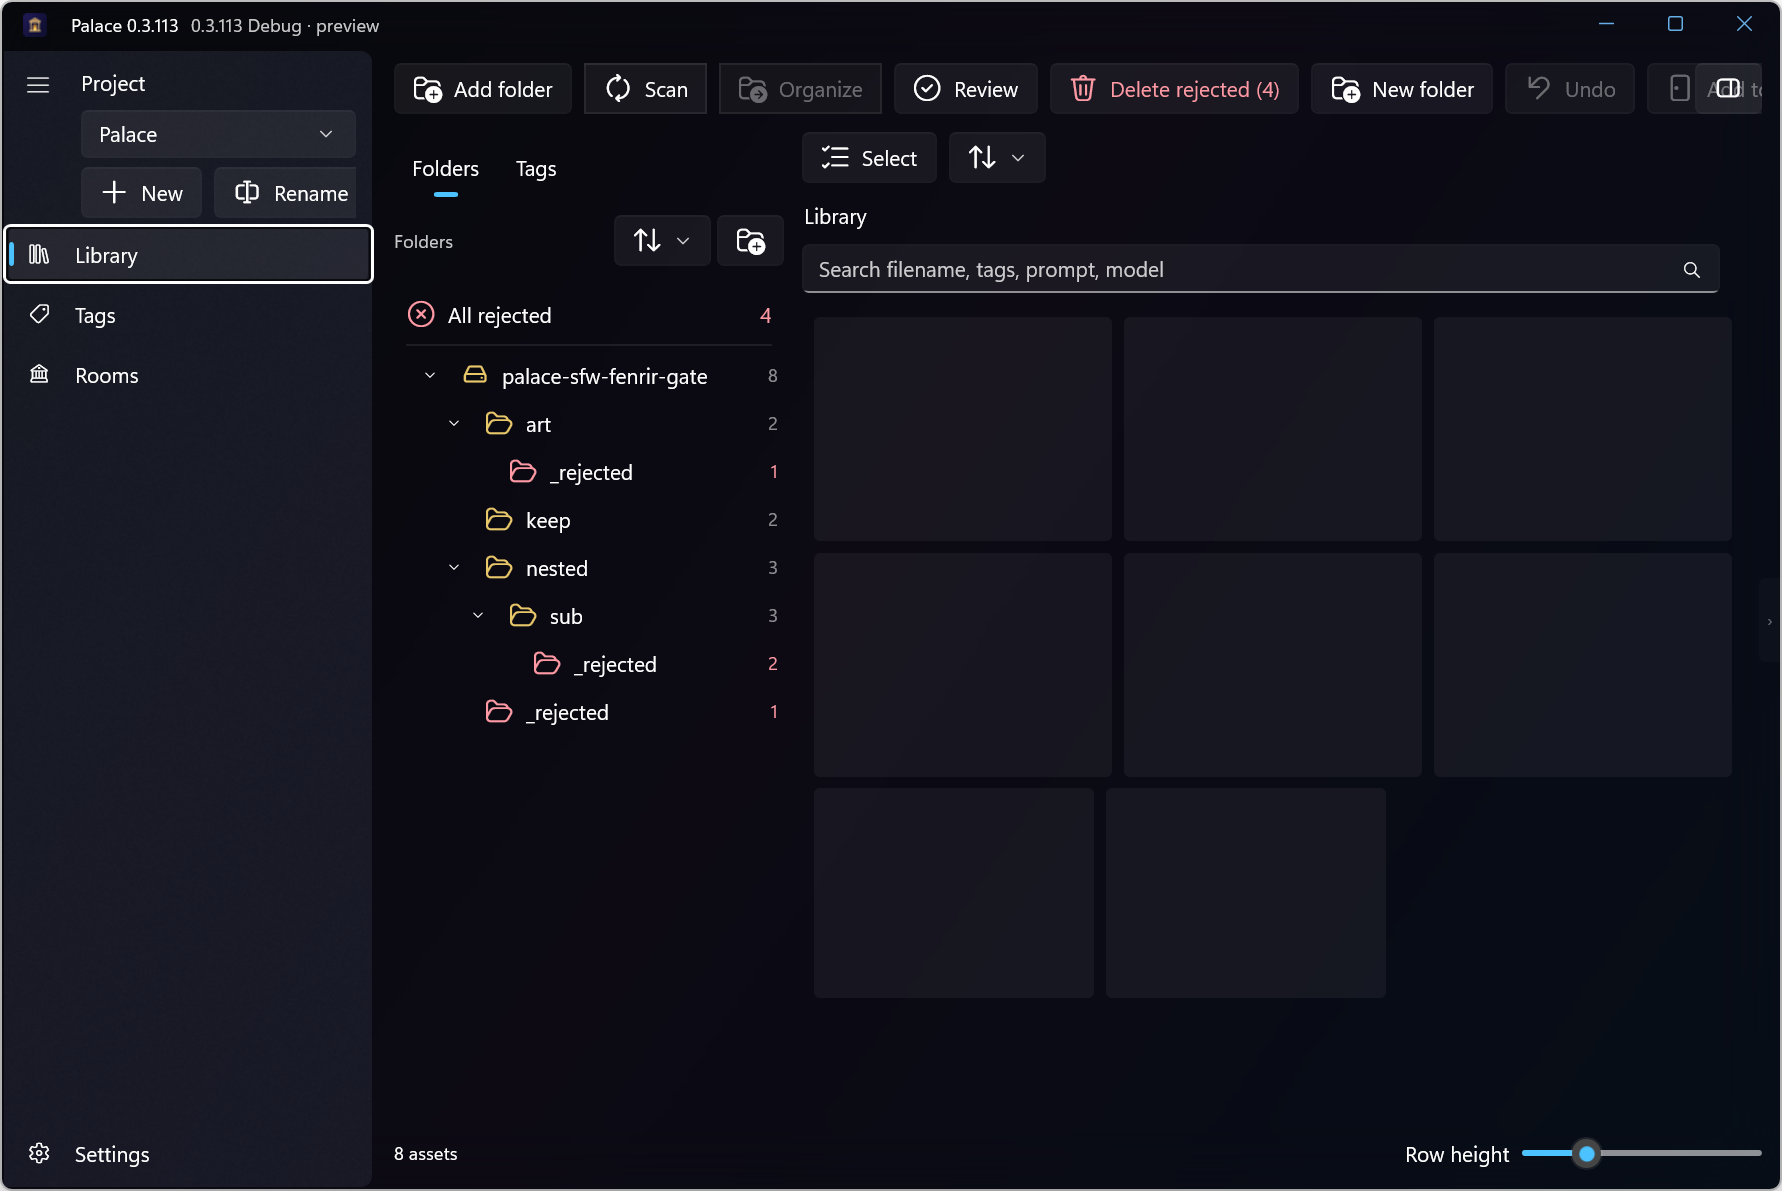 Palace 0.3.113 0.3.113 Debug · preview
Project
Palace
New
Rename
Library
Tags
Rooms
Settings
Add folder
Scan
Organize
Review
Delete rejected (4)
New folder
Undo
Add to
Folders
Tags
Folders
All rejected 4
palace-sfw-fenrir-gate 8
art 2
_rejected 1
keep 2
nested 3
sub 3
_rejected 2
_rejected 1
8 assets
Select
Library
Search filename, tags, prompt, model
Row height